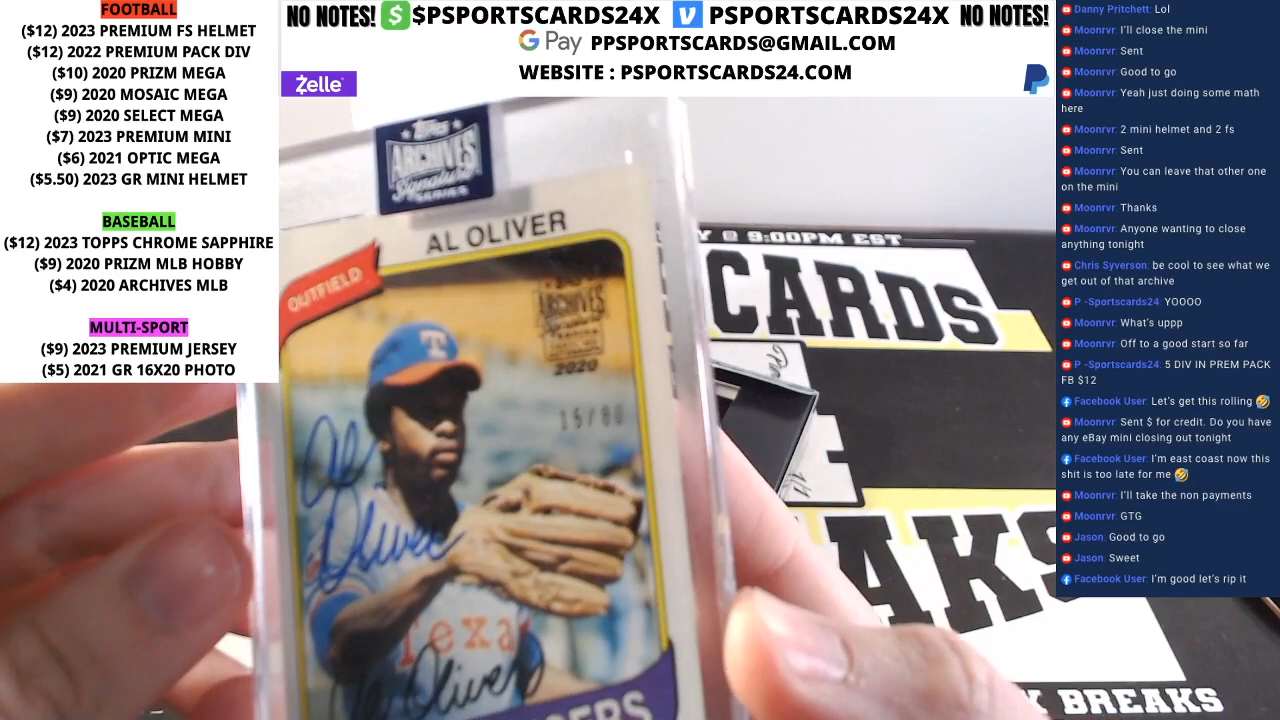 FOOTBALL
($12) 2023 PREMIUM FS HELMET
($12) 2022 PREMIUM PACK DIV
($10) 2020 PRIZM MEGA
($9) 2020 MOSAIC MEGA
($9) 2020 SELECT MEGA
($7) 2023 PREMIUM MINI
($6) 2021 OPTIC MEGA
($5.50) 2023 GR MINI HELMET
BASEBALL
($12) 2023 TOPPS CHROME SAPPHIRE
($9) 2020 PRIZM MLB HOBBY
($4) 2020 ARCHIVES MLB
MULTI-SPORT
($9) 2023 PREMIUM JERSEY
($5) 2021 GR 16X20 PHOTO
NO NOTES! $ $PSPORTSCARDS24X V PSPORTSCARDS24X NO NOTES!
G Pay PPSPORTSCARDS@GMAIL.COM
WEBSITE : PSPORTSCARDS24.COM
Zelle
TOPPS
ARCHIVES
Signature
SERIES
AL OLIVER
OUTFIELD
ARCHIVES
2020
15/80
T
Al
Oliver
Texas
Al Oliver
Y @ 9:00PM EST
CARDS
BREAKS
Danny Pritchett: Lol
Moonrvr: I'll close the mini
Moonrvr: Sent
Moonrvr: Good to go
Moonrvr: Yeah just doing some math
here
Moonrvr: 2 mini helmet and 2 fs
Moonrvr: Sent
Moonrvr: You can leave that other one
on the mini
Moonrvr: Thanks
Moonrvr: Anyone wanting to close
anything tonight
Chris Syverson: be cool to see what we
get out of that archive
P -Sportscards24: YOOOO
Moonrvr: What's uppp
Moonrvr: Off to a good start so far
P -Sportscards24: 5 DIV IN PREM PACK
FB $12
Facebook User: Let's get this rolling 🤣
Moonrvr: Sent $ for credit. Do you have
any eBay mini closing out tonight
Facebook User: I'm east coast now this
shit is too late for me 🤣
Moonrvr: I'll take the non payments
Moonrvr: GTG
Jason: Good to go
Jason: Sweet
Facebook User: I'm good let's rip it